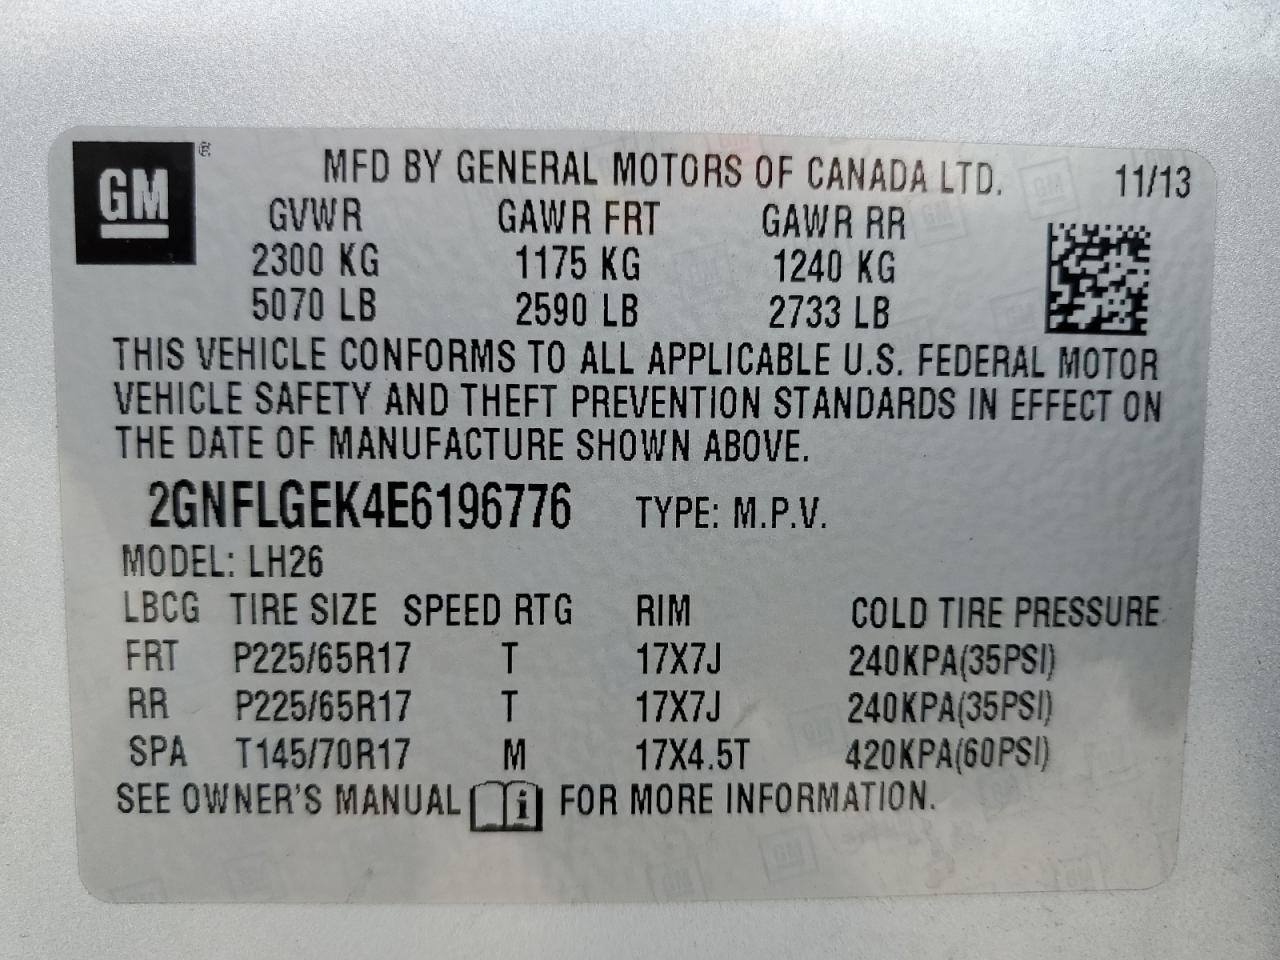 GM ®
MFD BY GENERAL MOTORS OF CANADA LTD. 11/13
GVWR GAWR FRT GAWR RR
2300 KG 1175 KG 1240 KG
5070 LB 2590 LB 2733 LB
THIS VEHICLE CONFORMS TO ALL APPLICABLE U.S. FEDERAL MOTOR
VEHICLE SAFETY AND THEFT PREVENTION STANDARDS IN EFFECT ON
THE DATE OF MANUFACTURE SHOWN ABOVE.
2GNFLGEK4E6196776 TYPE: M.P.V.
MODEL: LH26
LBCG TIRE SIZE SPEED RTG RIM COLD TIRE PRESSURE
FRT P225/65R17 T 17X7J 240KPA(35PSI)
RR P225/65R17 T 17X7J 240KPA(35PSI)
SPA T145/70R17 M 17X4.5T 420KPA(60PSI)
SEE OWNER'S MANUAL i FOR MORE INFORMATION.